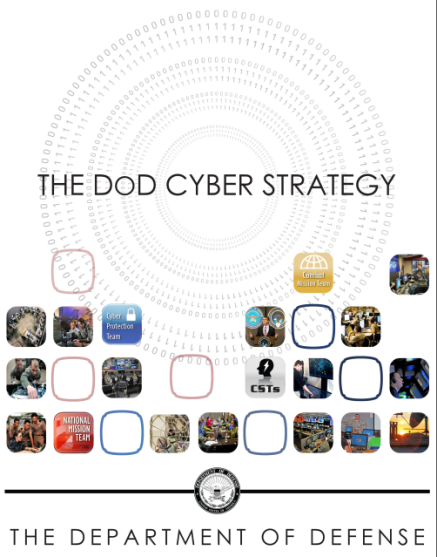 THE DoD CYBER STRATEGY
Combat
Mission Team
Cyber
Protection
Team
CSTs
NATIONAL
MISSION
TEAM
THE DEPARTMENT OF DEFENSE